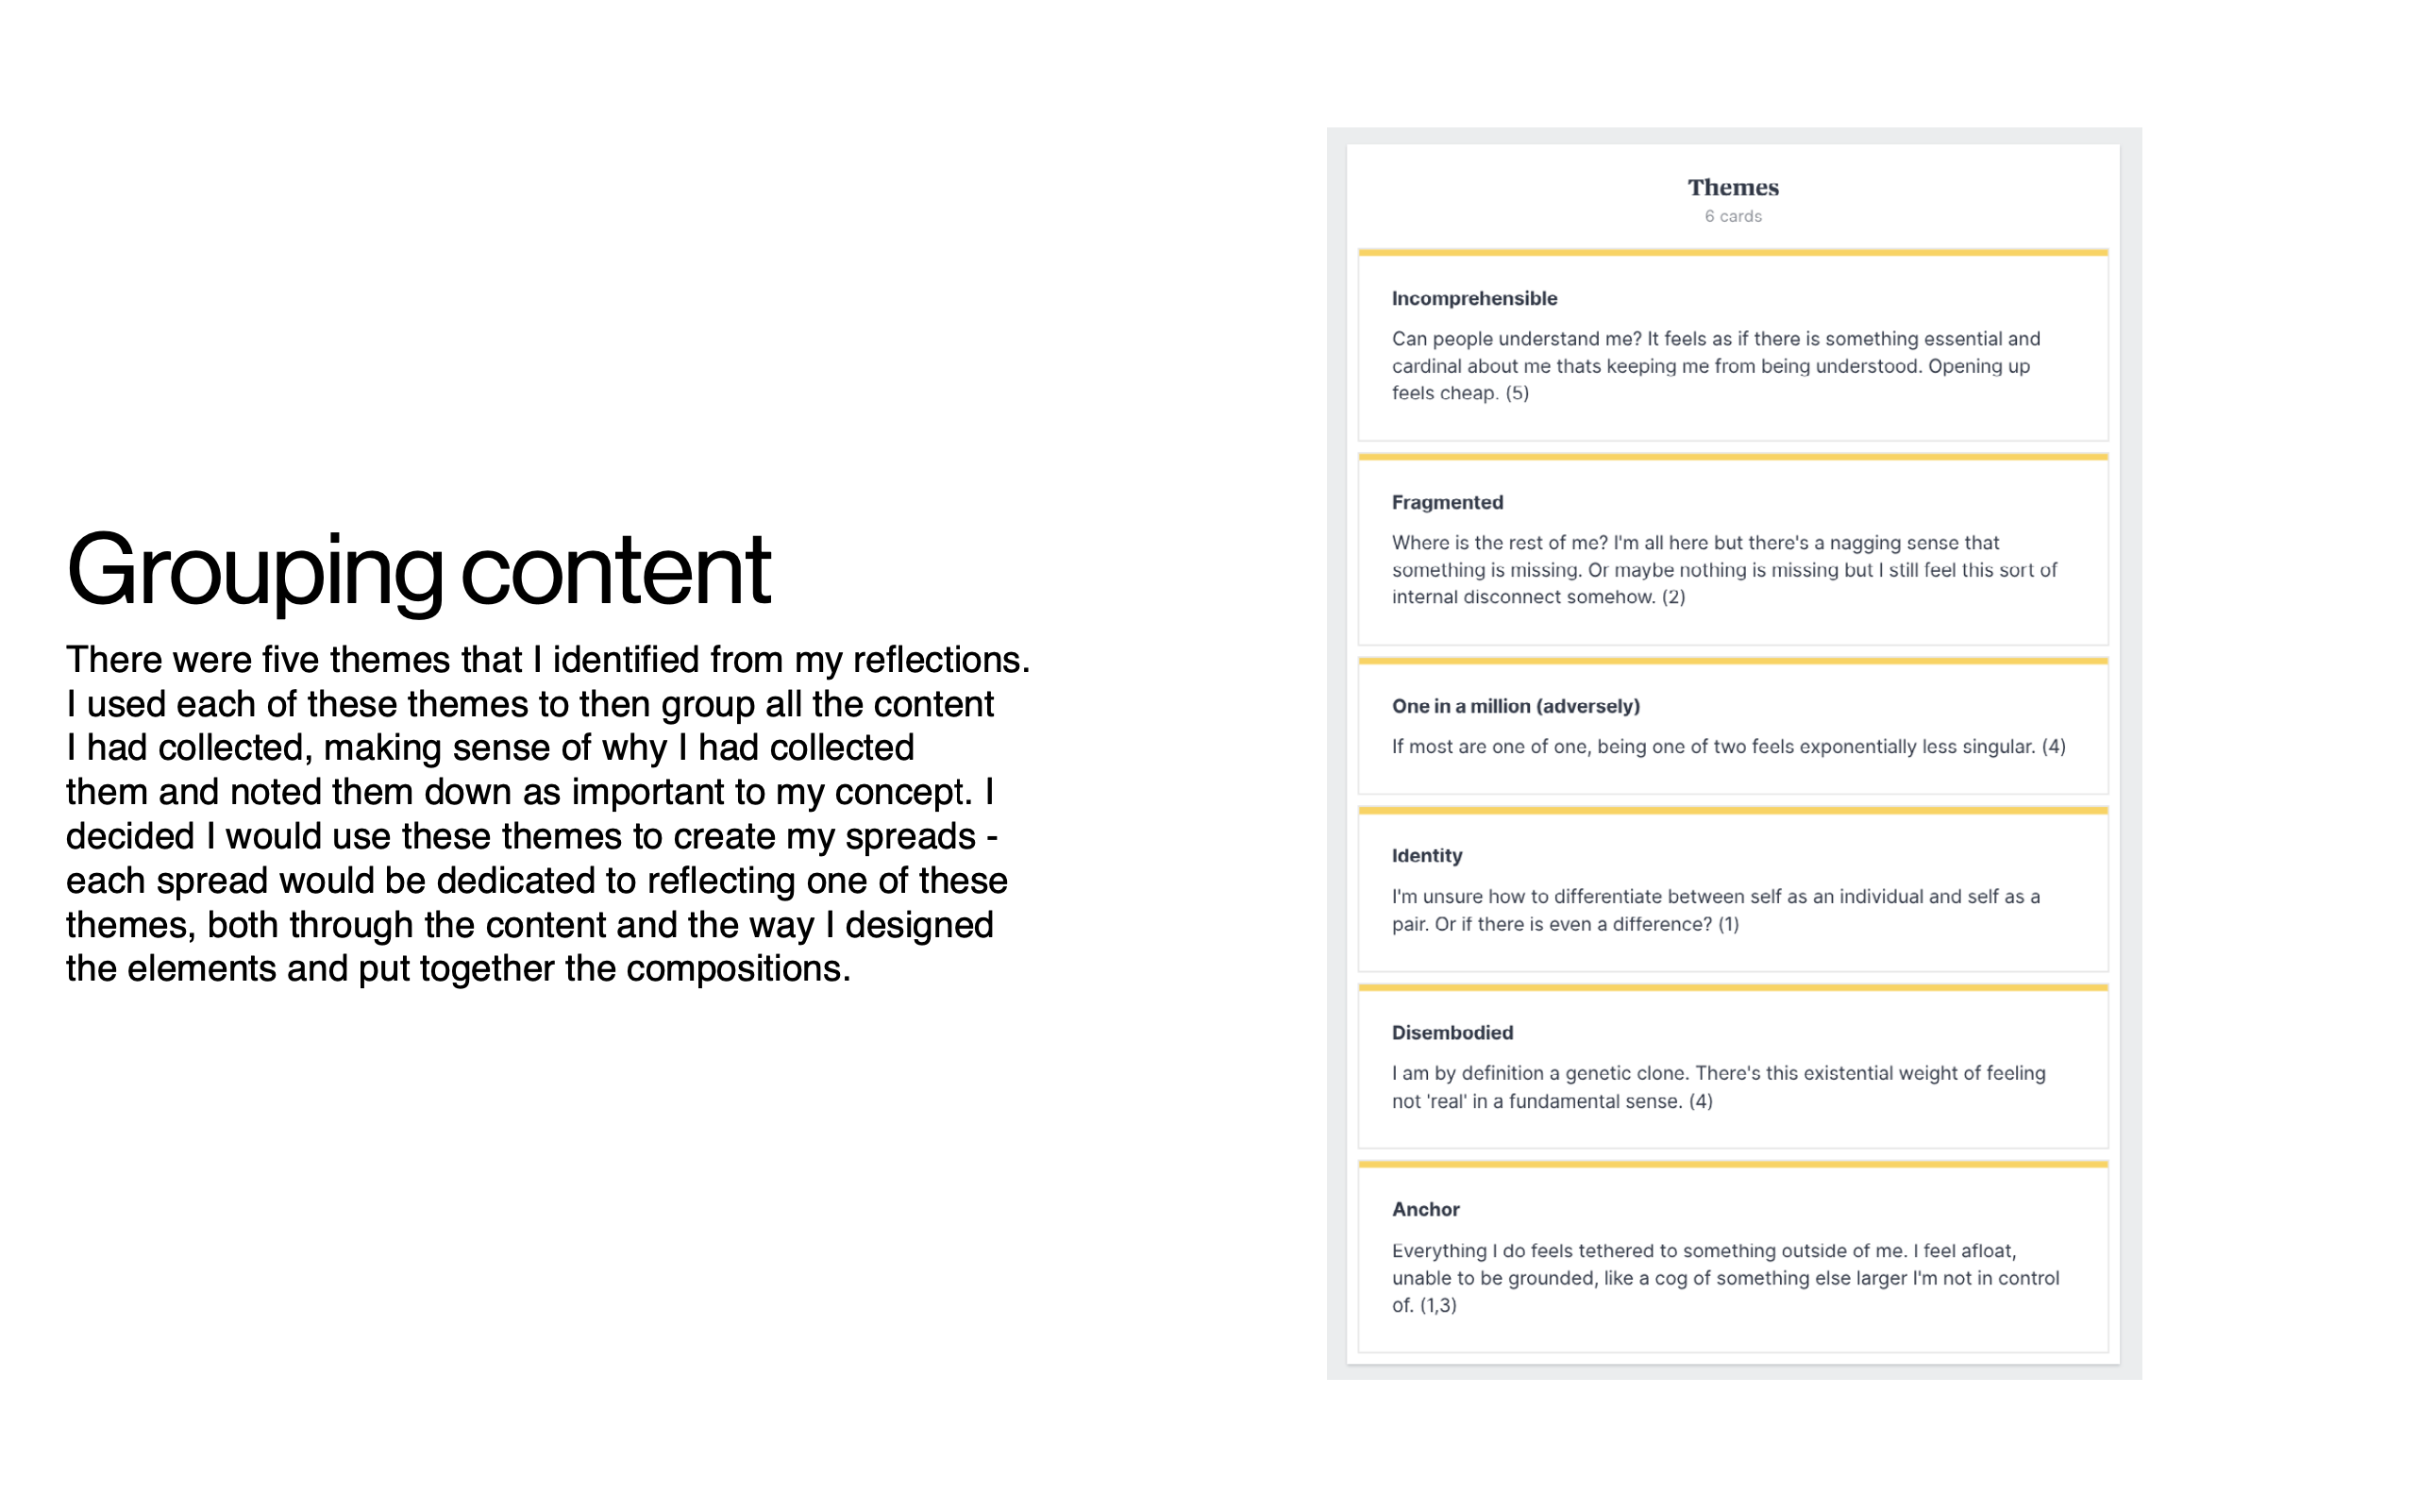 Grouping content
There were five themes that I identified from my reflections.
I used each of these themes to then group all the content
I had collected, making sense of why I had collected
them and noted them down as important to my concept. I
decided I would use these themes to create my spreads -
each spread would be dedicated to reflecting one of these
themes, both through the content and the way I designed
the elements and put together the compositions.
Themes
6 cards
Incomprehensible
Can people understand me? It feels as if there is something essential and
cardinal about me thats keeping me from being understood. Opening up
feels cheap. (5)
Fragmented
Where is the rest of me? I'm all here but there's a nagging sense that
something is missing. Or maybe nothing is missing but I still feel this sort of
internal disconnect somehow. (2)
One in a million (adversely)
If most are one of one, being one of two feels exponentially less singular. (4)
Identity
I'm unsure how to differentiate between self as an individual and self as a
pair. Or if there is even a difference? (1)
Disembodied
I am by definition a genetic clone. There's this existential weight of feeling
not 'real' in a fundamental sense. (4)
Anchor
Everything I do feels tethered to something outside of me. I feel afloat,
unable to be grounded, like a cog of something else larger I'm not in control
of. (1,3)